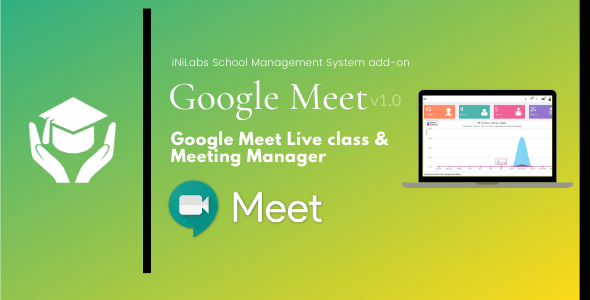 iNiLabs School Management System add-on
Google Meet v1.0
Google Meet Live class &
Meeting Manager
Meet